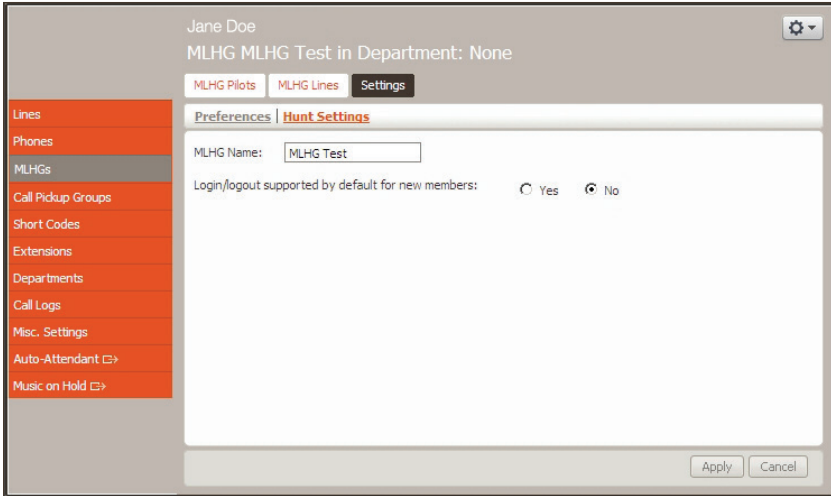 Jane Doe
MLHG MLHG Test in Department: None
MLHG Pilots
MLHG Lines
Settings
Lines
Phones
MLHGs
Call Pickup Groups
Short Codes
Extensions
Departments
Call Logs
Misc. Settings
Auto-Attendant
Music on Hold
Preferences | Hunt Settings
MLHG Name: MLHG Test
Login/logout supported by default for new members: Yes No
Apply Cancel